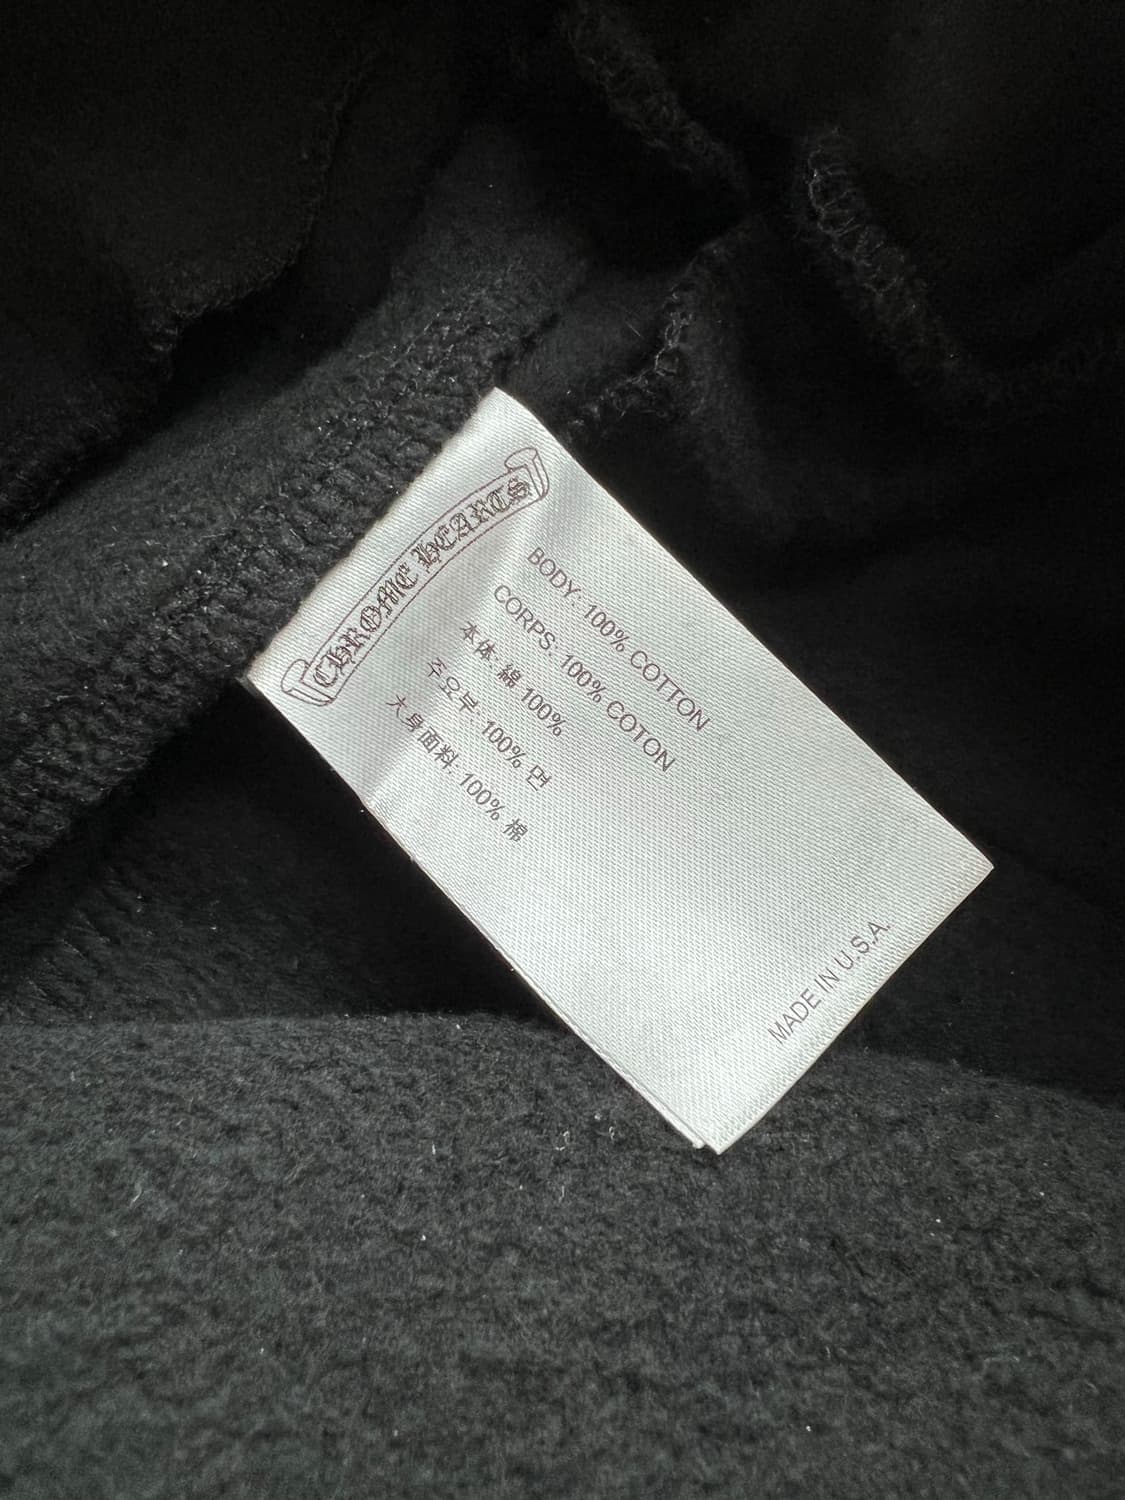 CHROME HEARTS
BODY: 100% COTTON
CORPS: 100% COTON
本体: 綿 100%
주요부: 100% 면
大身面料: 100% 棉
MADE IN U.S.A.